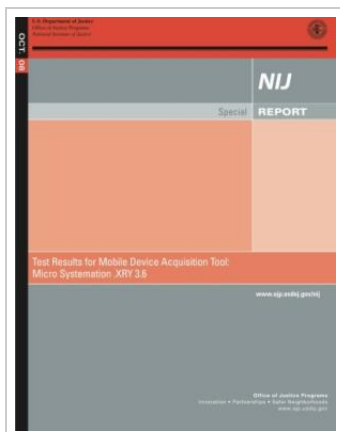 U.S. Department of Justice
Office of Justice Programs
National Institute of Justice
OCT. 08
NIJ
Special REPORT
Test Results for Mobile Device Acquisition Tool:
Micro Systemation .XRY 3.6
www.ojp.usdoj.gov/nij
Office of Justice Programs
Innovation • Partnerships • Safer Neighborhoods
www.ojp.usdoj.gov